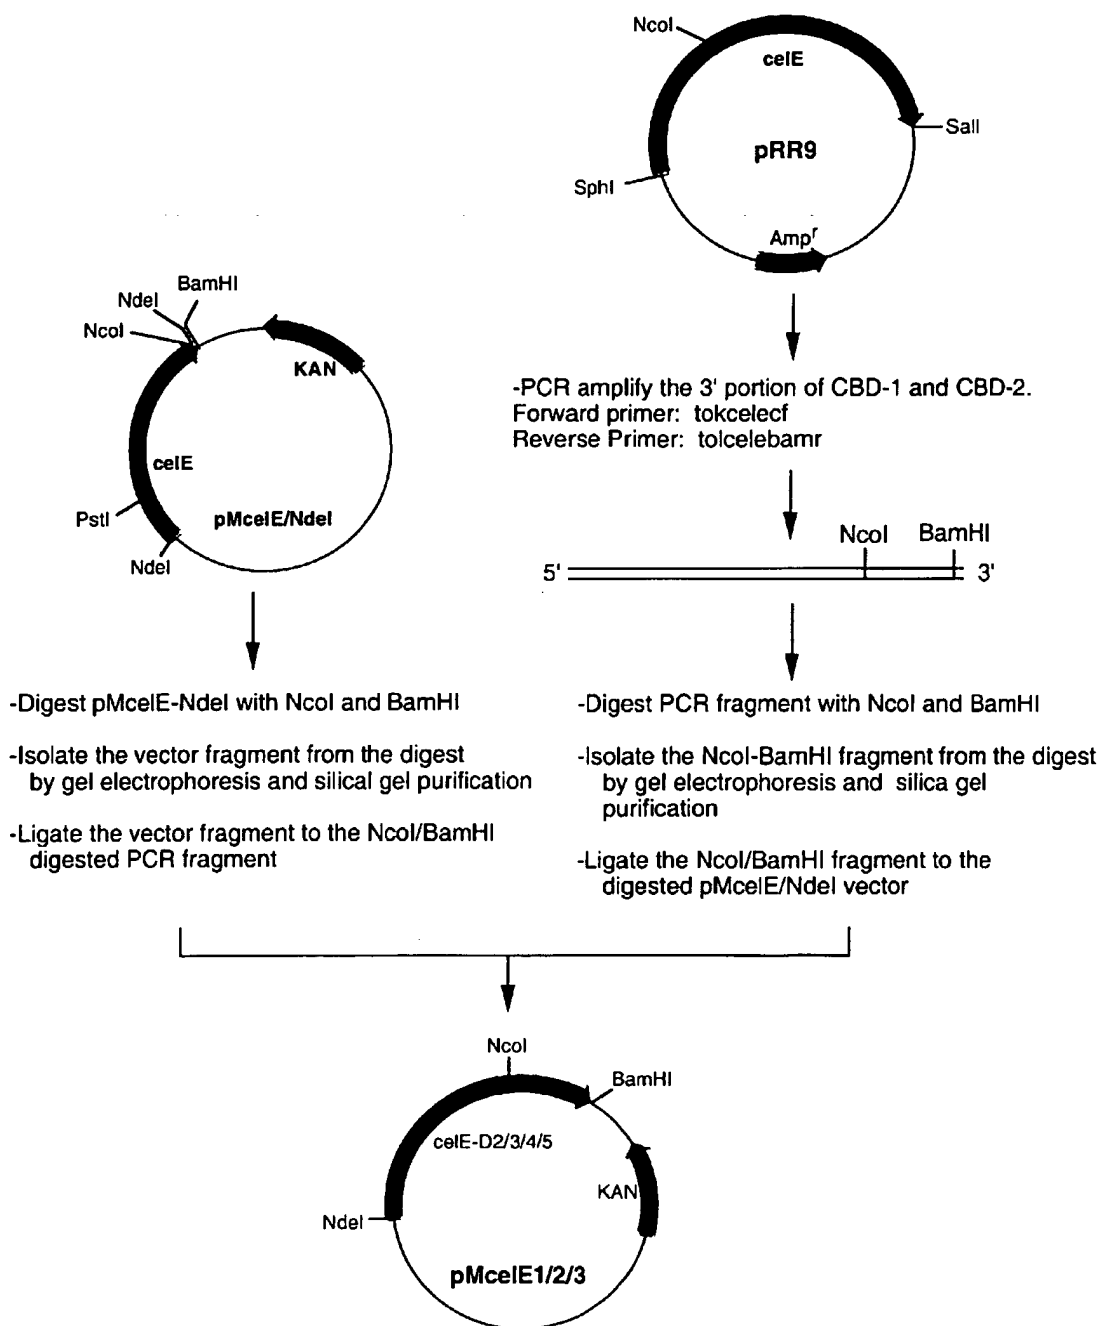 NcoI
celE
SalI
pRR9
SphI
Amp^r
BamHI
NdeI
NcoI
KAN
celE
PstI
pMcelE/NdeI
NdeI
-PCR amplify the 3' portion of CBD-1 and CBD-2.
Forward primer: tokcelecf
Reverse Primer: tolcelebamr
NcoI BamHI
5' 3'
-Digest pMcelE-NdeI with NcoI and BamHI
-Isolate the vector fragment from the digest
by gel electrophoresis and silical gel purification
-Ligate the vector fragment to the NcoI/BamHI
digested PCR fragment
-Digest PCR fragment with NcoI and BamHI
-Isolate the NcoI-BamHI fragment from the digest
by gel electrophoresis and silica gel
purification
-Ligate the NcoI/BamHI fragment to the
digested pMcelE/NdeI vector
NcoI
BamHI
celE-D2/3/4/5
KAN
NdeI
pMcelE1/2/3